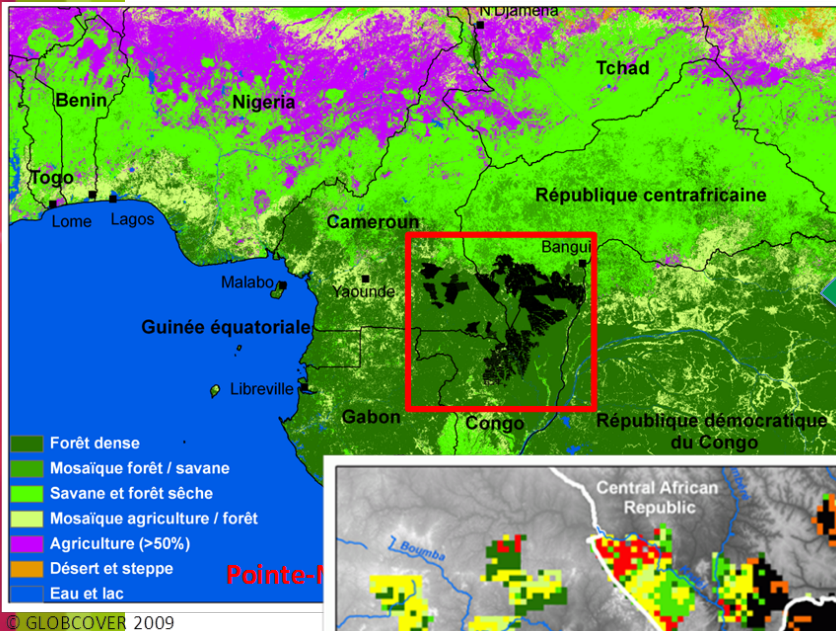 N'Djamena
Tchad
Benin
Nigeria
Togo
République centrafricaine
Lome
Lagos
Cameroun
Bangui
Malabo
Yaounde
Guinée équatoriale
Libreville
Gabon
Congo
République démocratique
du Congo
Forêt dense
Mosaïque forêt / savane
Savane et forêt sêche
Mosaïque agriculture / forêt
Agriculture (>50%)
Désert et steppe
Eau et lac
Central African
Republic
Boumba
© GLOBCOVER 2009